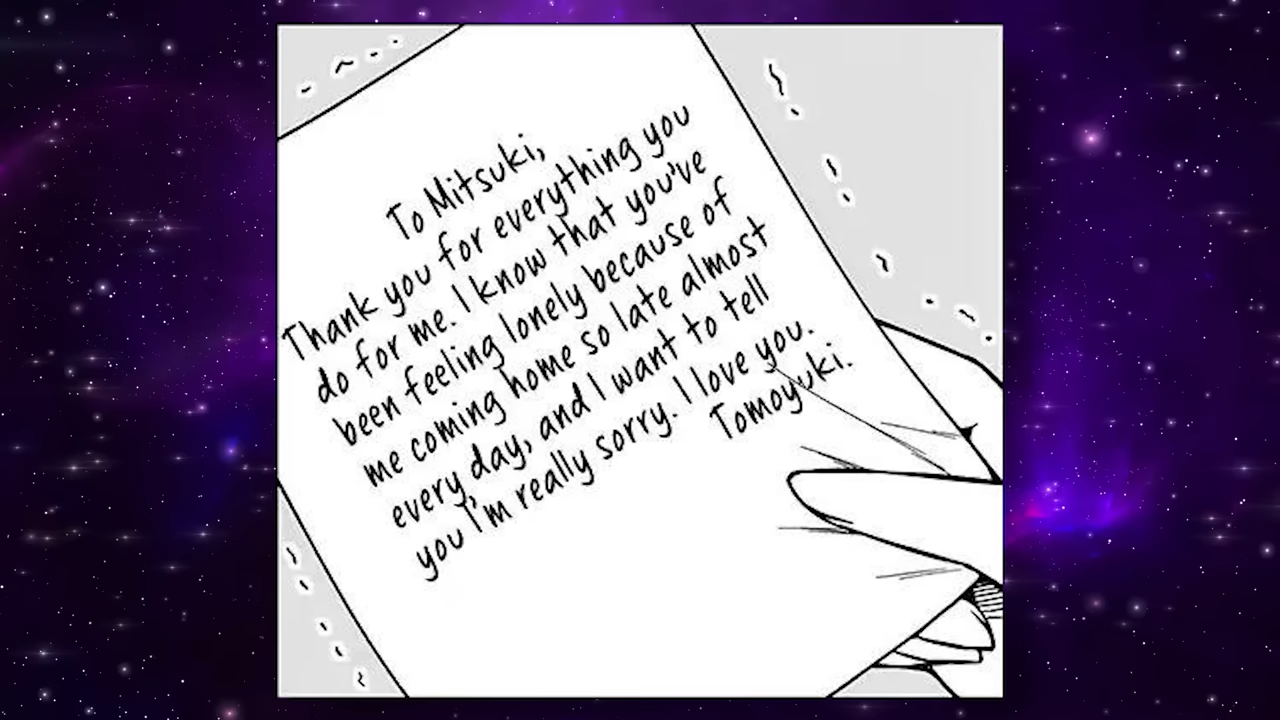 To Mitsuki,
Thank you for everything you
do for me. I know that you've
been feeling lonely because of
me coming home so late almost
every day, and I want to tell
you I'm really sorry. I love you.
Tomoyuki.